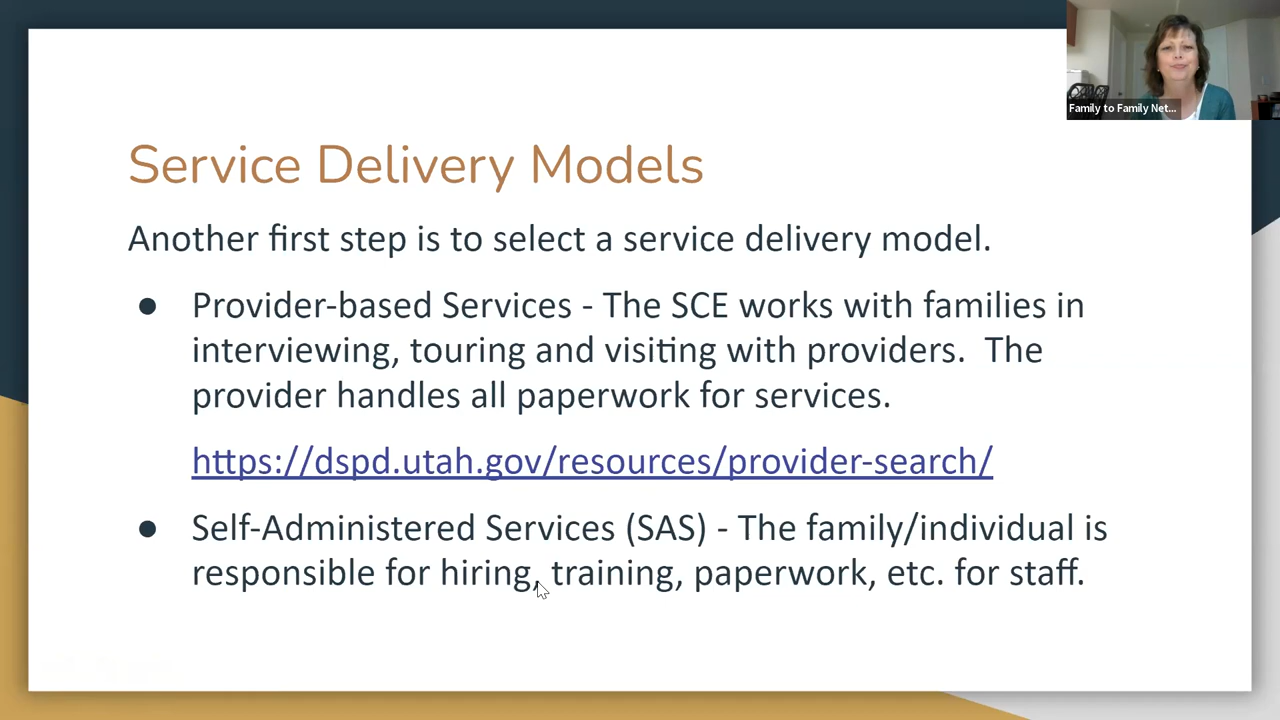 Family to Family Net...
Service Delivery Models
Another first step is to select a service delivery model.
● Provider-based Services - The SCE works with families in
interviewing, touring and visiting with providers.  The
provider handles all paperwork for services.
https://dspd.utah.gov/resources/provider-search/
● Self-Administered Services (SAS) - The family/individual is
responsible for hiring, training, paperwork, etc. for staff.